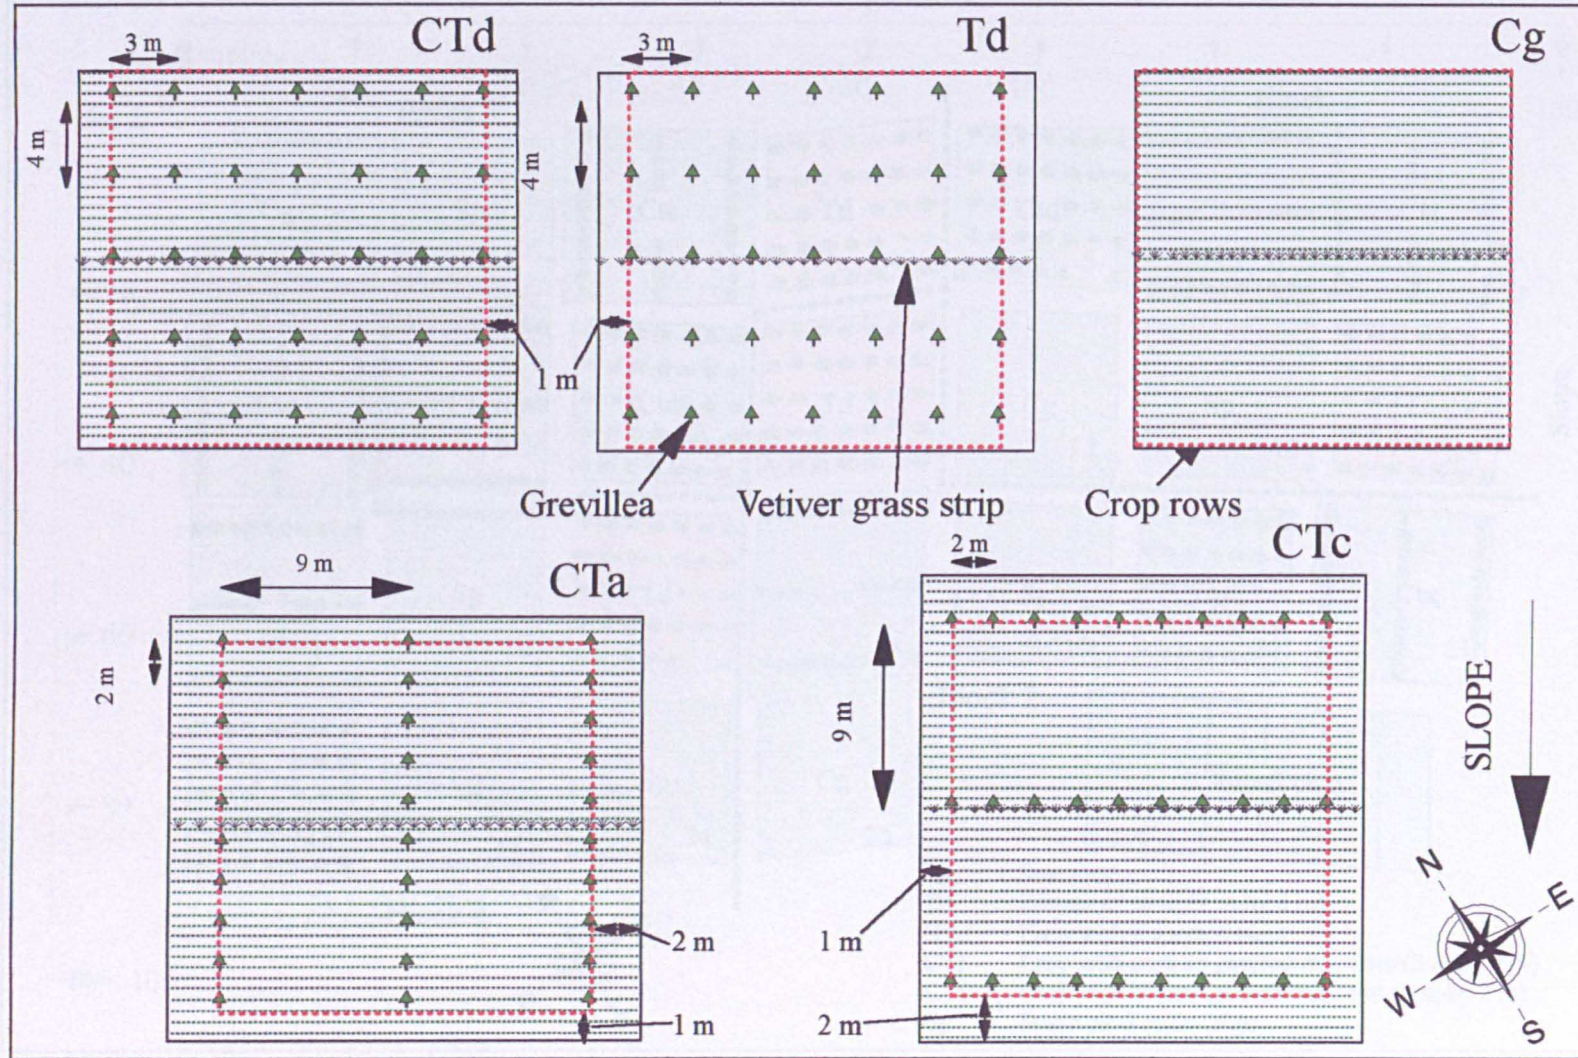 CTd
Td
Cg
3 m
3 m
4 m
4 m
1 m
Grevillea
Vetiver grass strip
Crop rows
CTa
CTc
9 m
2 m
2 m
9 m
SLOPE
2 m
1 m
1 m
2 m
N
E
W
S